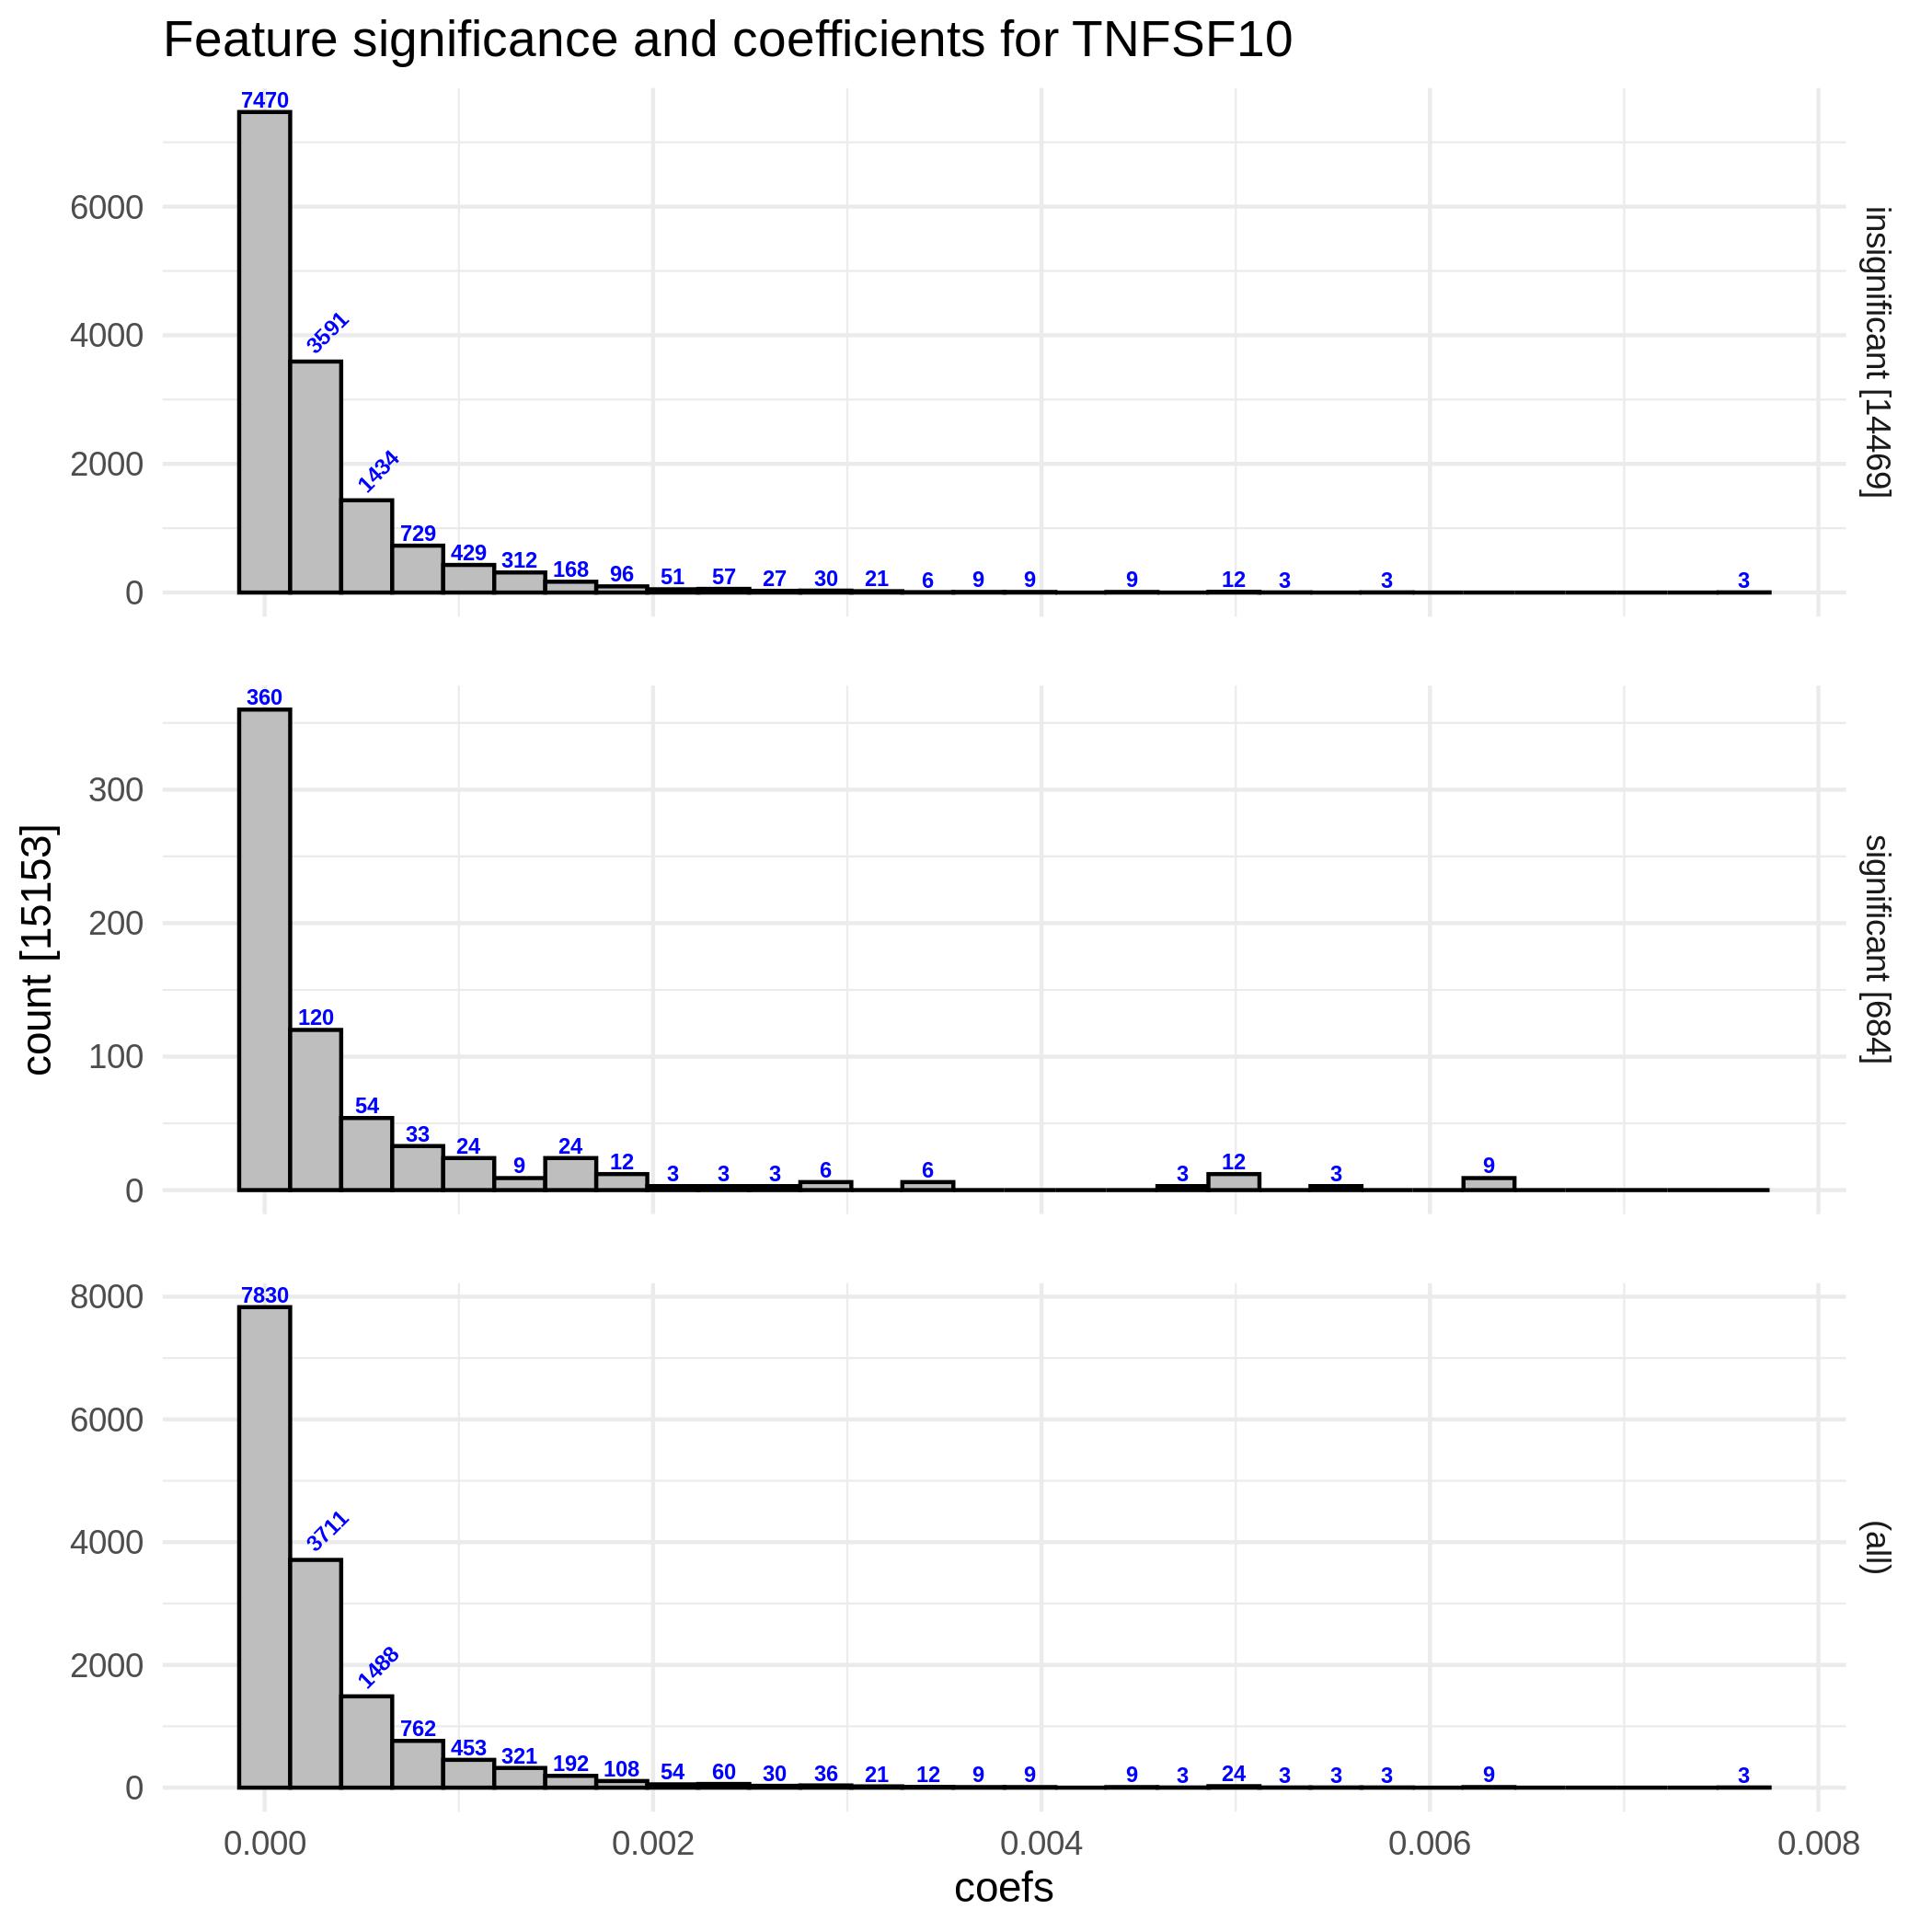 Feature significance and coefficients for TNFSF10
7470
3591
1434
729 429 312 168 96 51 57 27 30 21 6 9 9 9 12 3 3 3
6000
4000
2000
0
insignificant [14469]
360
120
54
33 24 9 24 12 3 3 3 6 6 3 12 3 9
300
200
100
0
significant [684]
count [15153]
7830
3711
1488
762 453 321 192 108 54 60 30 36 21 12 9 9 9 3 24 3 3 3 9 3
8000
6000
4000
2000
0
(all)
0.000 0.002 0.004 0.006 0.008
coefs